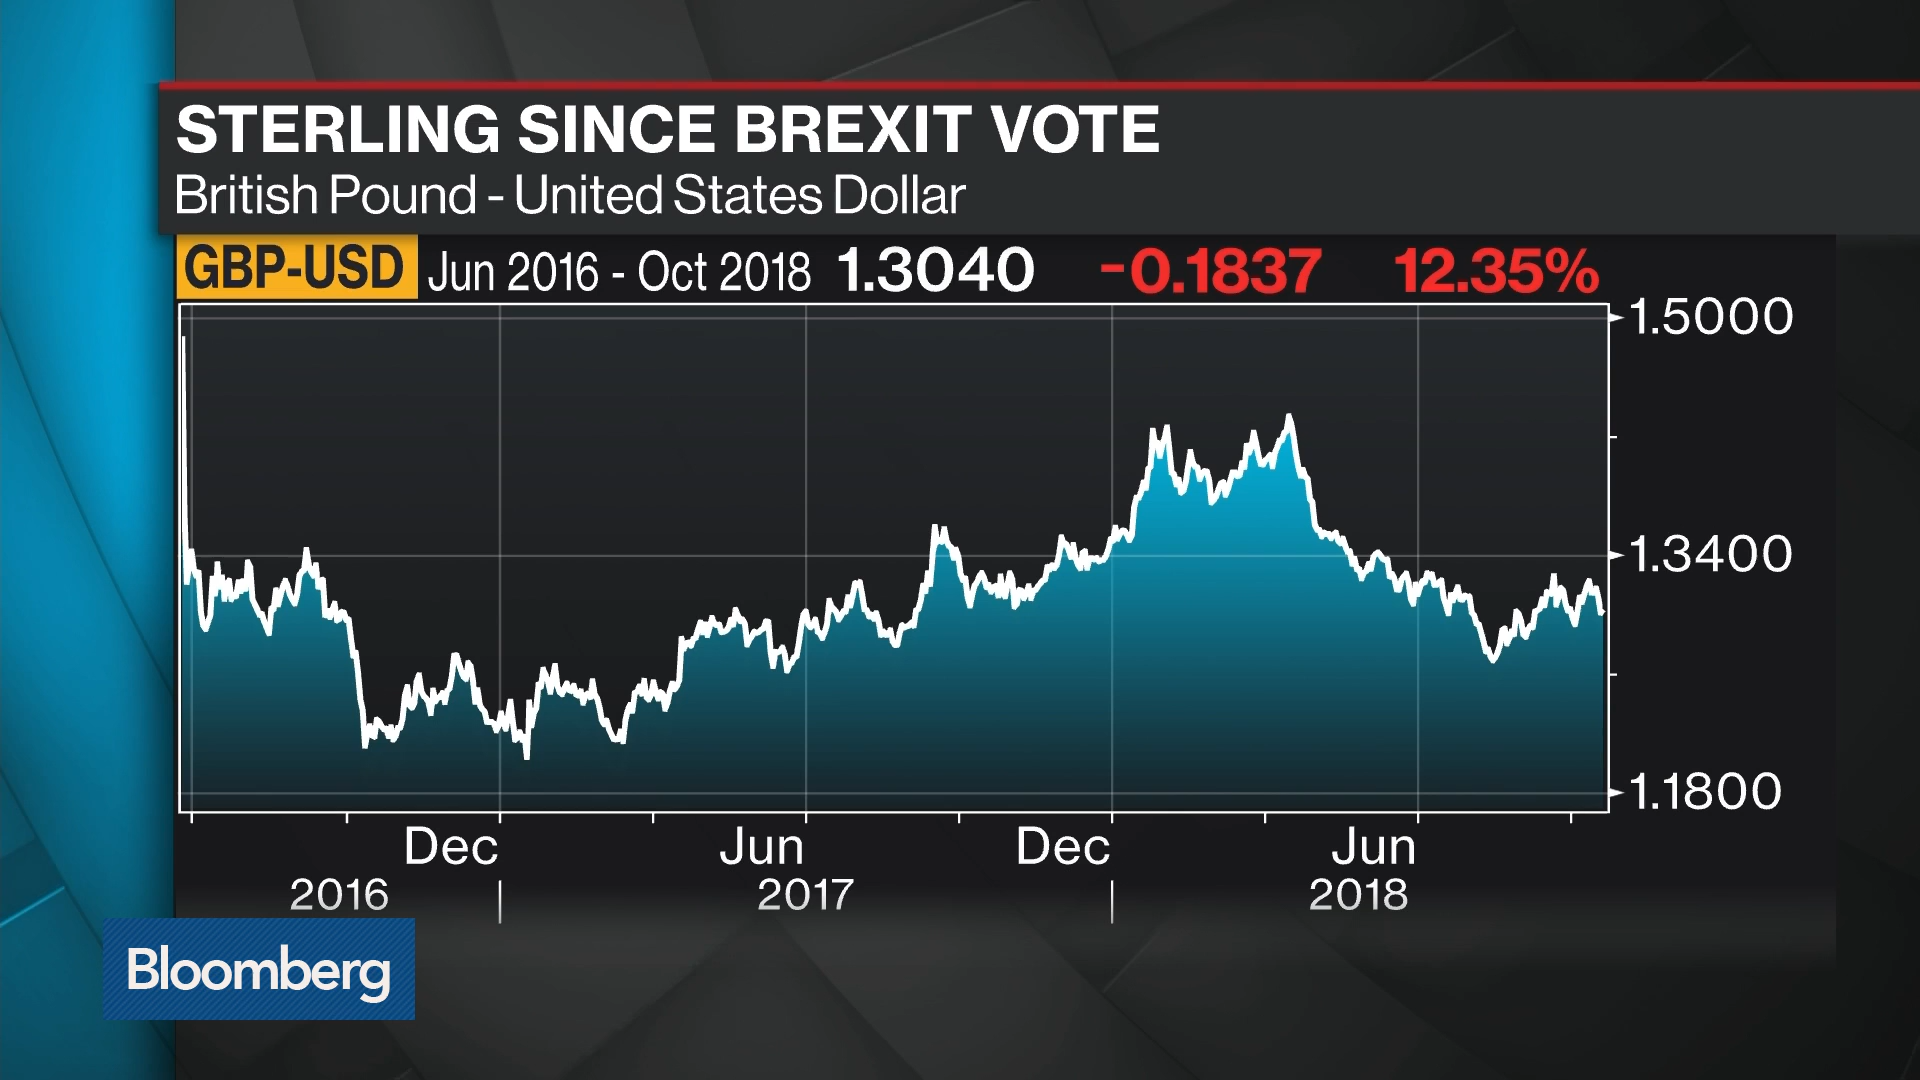 STERLING SINCE BREXIT VOTE
British Pound - United States Dollar
GBP-USD Jun 2016 - Oct 2018 1.3040 -0.1837 12.35%
1.5000
1.3400
1.1800
Dec Jun Dec Jun
2016 2017 2018
Bloomberg